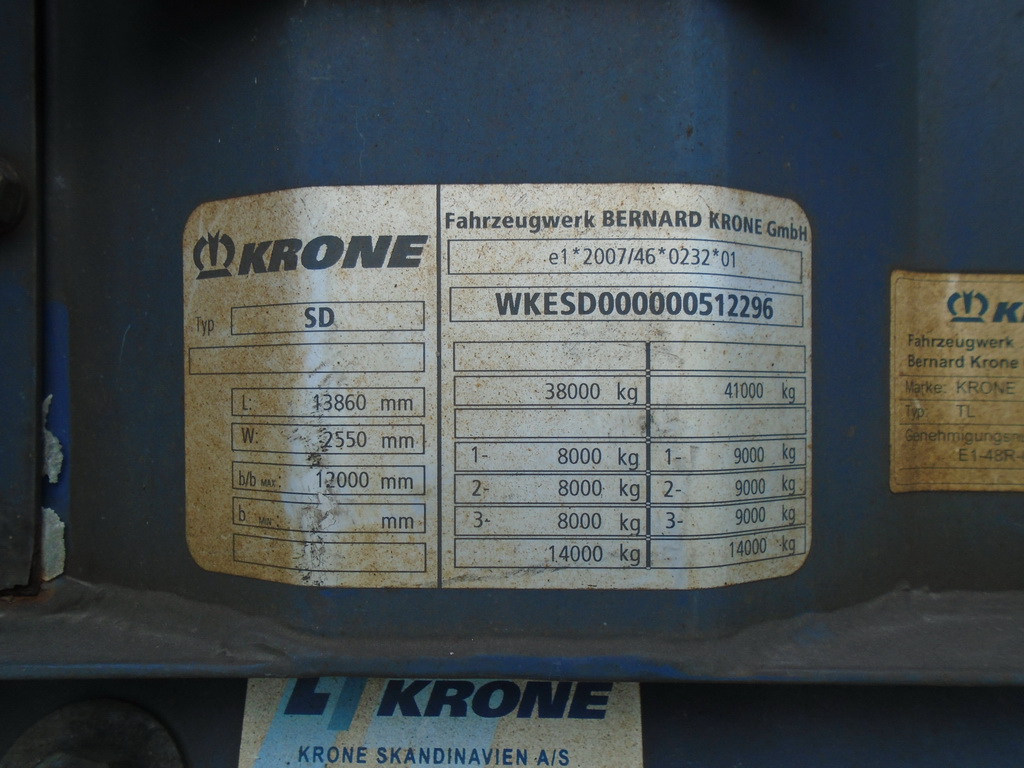 KRONE
Typ SD
L: 13860 mm
W: 2550 mm
b/b MAX: 12000 mm
b MIN: mm
Fahrzeugwerk BERNARD KRONE GmbH
e1*2007/46*0232*01
WKESD000000512296
38000 kg 41000 kg
1- 8000 kg 1- 9000 kg
2- 8000 kg 2- 9000 kg
3- 8000 kg 3- 9000 kg
14000 kg 14000 kg
Fahrzeugwerk
Bernard Krone
Marke: KRONE
Typ: TL
E1-48R-
KRONE
KRONE SKANDINAVIEN A/S